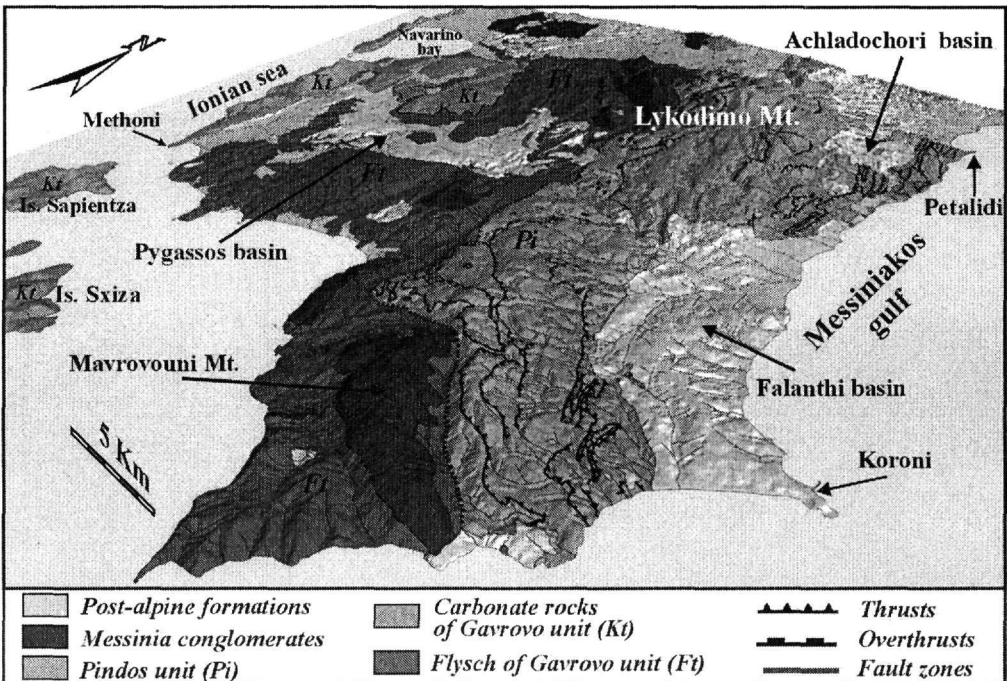 Navarino
bay
Achladochori basin
Ionian sea
Kt
Ft
Kt
Lykodimo Mt.
Methoni
Kt
Is. Sapientza
Ft
Petalidi
Pygassos basin
Pi
Kt
Is. Sxiza
Messiniakos
gulf
Mavrovouni Mt.
Falanthi basin
5 Km
Koroni
Ft
Post-alpine formations
Messinia conglomerates
Pindos unit (Pi)
Carbonate rocks
of Gavrovo unit (Kt)
Flysch of Gavrovo unit (Ft)
Thrusts
Overthrusts
Fault zones